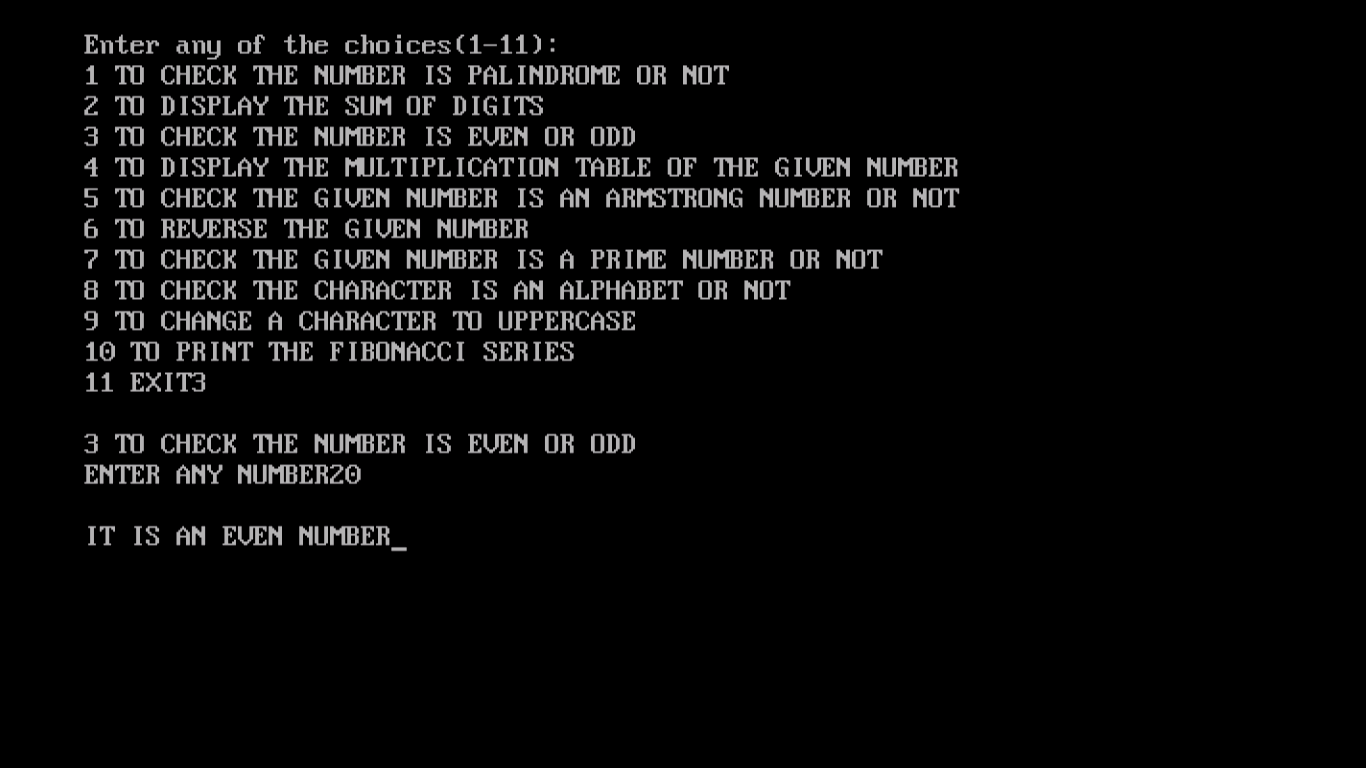 Enter any of the choices(1-11):
1 TO CHECK THE NUMBER IS PALINDROME OR NOT
2 TO DISPLAY THE SUM OF DIGITS
3 TO CHECK THE NUMBER IS EVEN OR ODD
4 TO DISPLAY THE MULTIPLICATION TABLE OF THE GIVEN NUMBER
5 TO CHECK THE GIVEN NUMBER IS AN ARMSTRONG NUMBER OR NOT
6 TO REVERSE THE GIVEN NUMBER
7 TO CHECK THE GIVEN NUMBER IS A PRIME NUMBER OR NOT
8 TO CHECK THE CHARACTER IS AN ALPHABET OR NOT
9 TO CHANGE A CHARACTER TO UPPERCASE
10 TO PRINT THE FIBONACCI SERIES
11 EXIT3
3 TO CHECK THE NUMBER IS EVEN OR ODD
ENTER ANY NUMBER20
IT IS AN EVEN NUMBER_